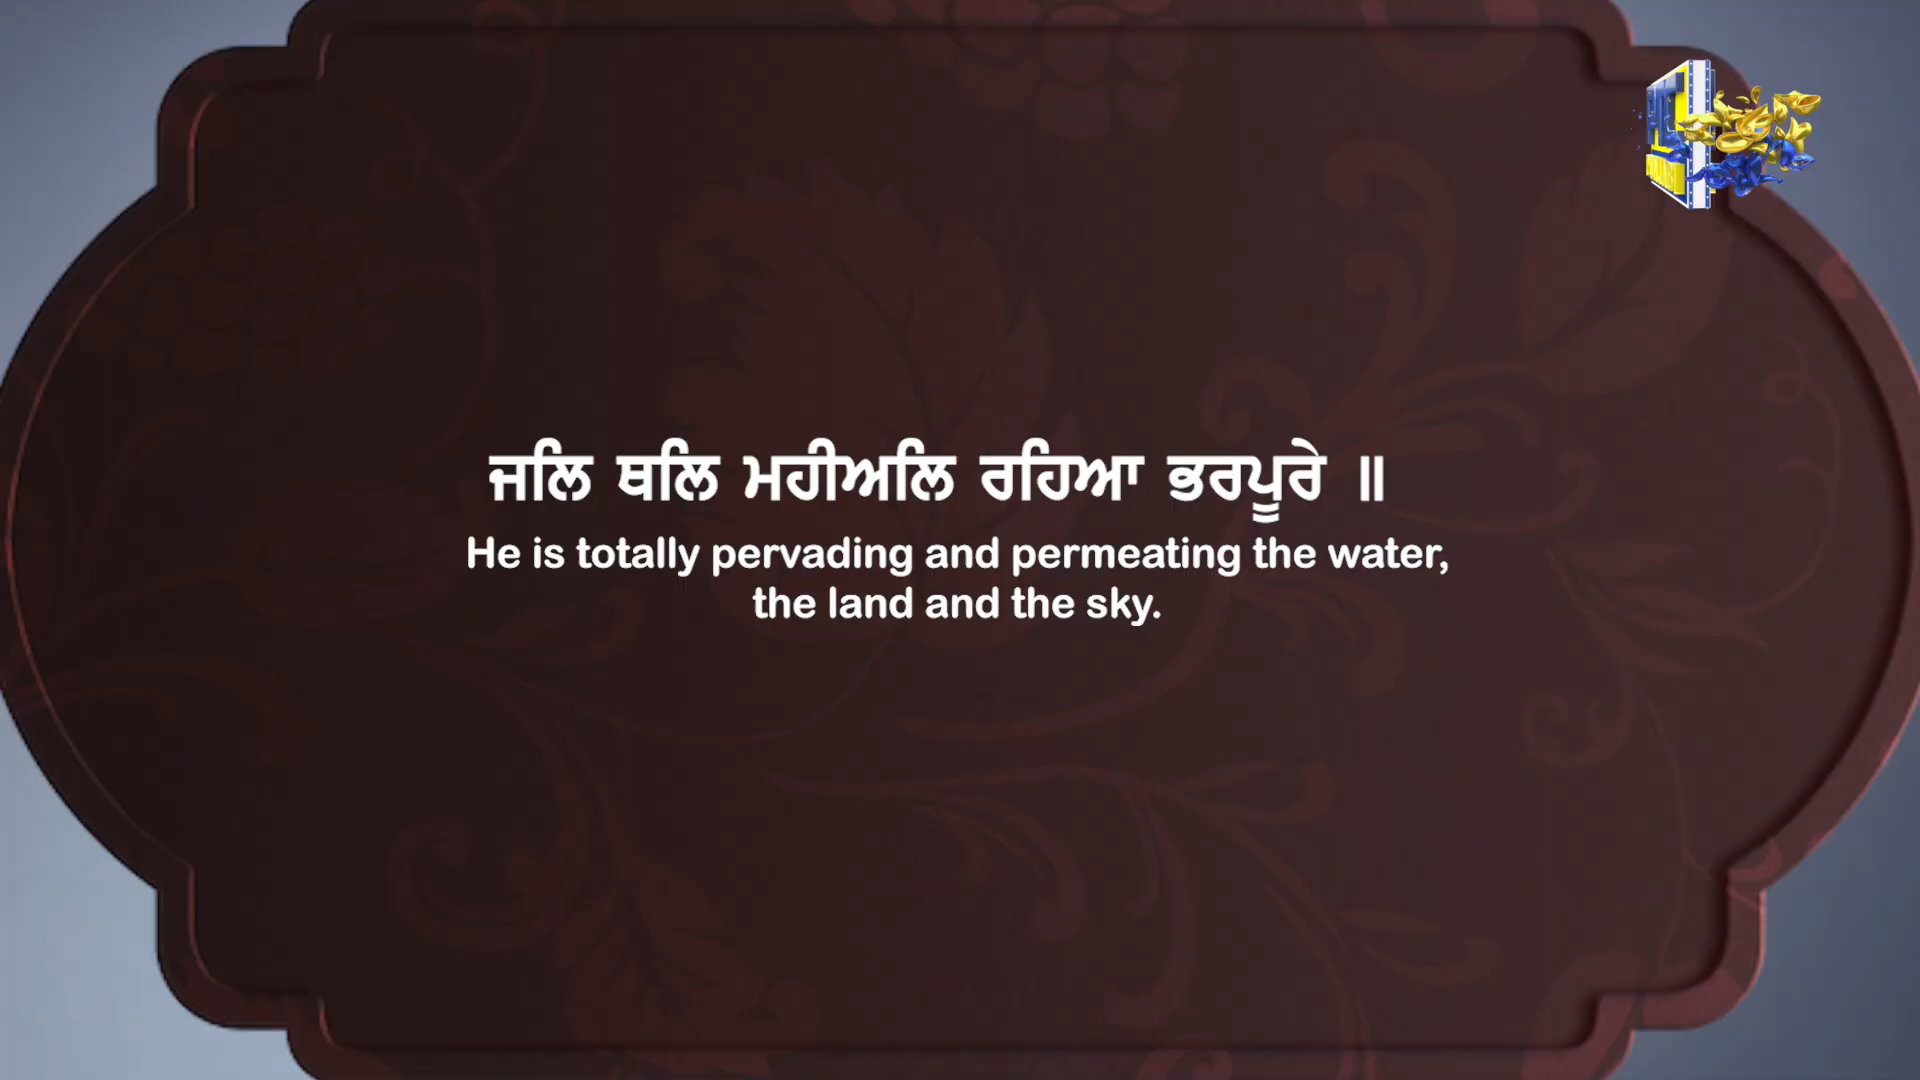 ਜਲਿ ਥਲਿ ਮਹੀਅਲਿ ਰਹਿਆ ਭਰਪੂਰੇ ॥
He is totally pervading and permeating the water,
the land and the sky.